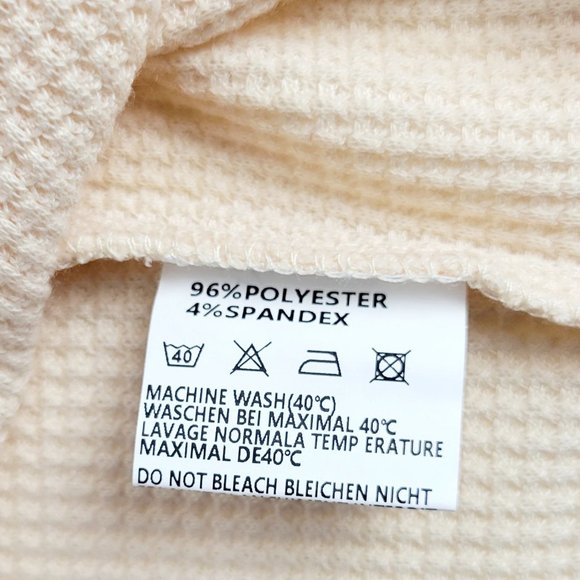 96%POLYESTER
4%SPANDEX
40
MACHINE WASH(40℃)
WASCHEN BEI MAXIMAL 40℃
LAVAGE NORMALA TEMP ERATURE
MAXIMAL DE40℃
DO NOT BLEACH BLEICHEN NICHT